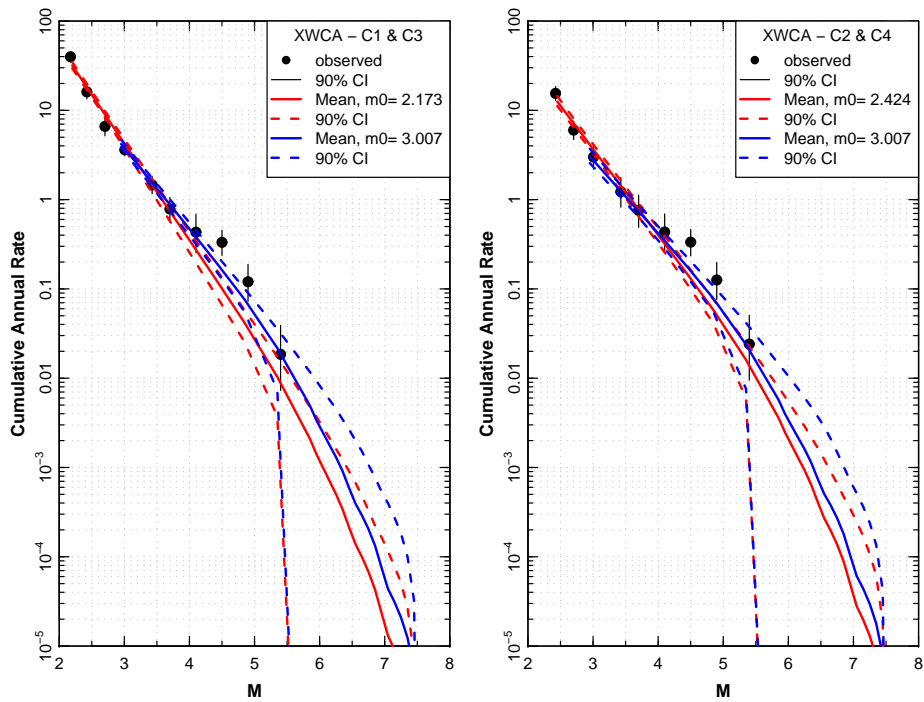 XWCA − C1 & C3
observed
90% CI
Mean, m0= 2.173
90% CI
Mean, m0= 3.007
90% CI
Cumulative Annual Rate
100
10
1
0.1
0.01
10−3
10−4
10−5
2 3 4 5 6 7 8
M
XWCA − C2 & C4
observed
90% CI
Mean, m0= 2.424
90% CI
Mean, m0= 3.007
90% CI
Cumulative Annual Rate
100
10
1
0.1
0.01
10−3
10−4
10−5
2 3 4 5 6 7 8
M